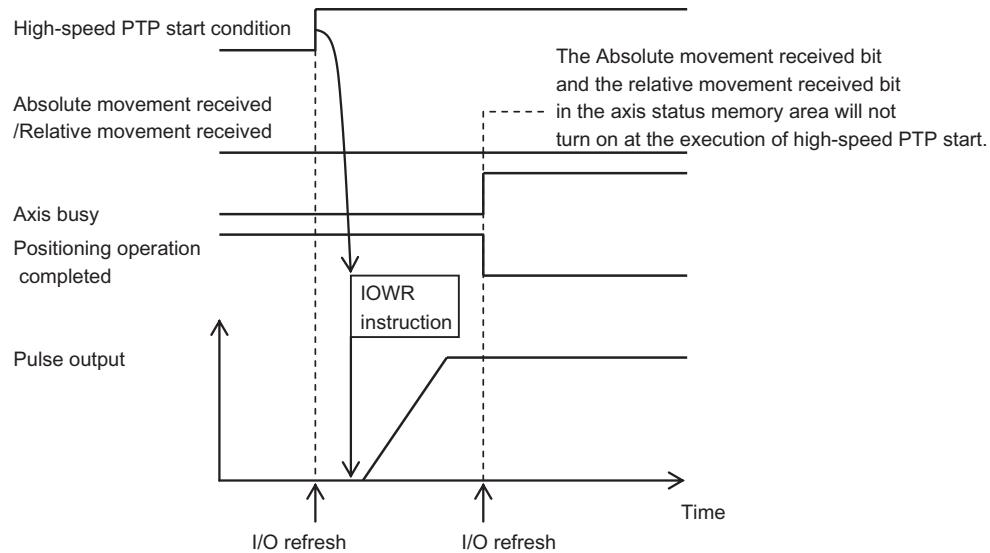 High-speed PTP start condition
The Absolute movement received bit
and the relative movement received bit
in the axis status memory area will not
turn on at the execution of high-speed PTP start.
Absolute movement received
/Relative movement received
Axis busy
Positioning operation
completed
IOWR
instruction
Pulse output
Time
I/O refresh
I/O refresh